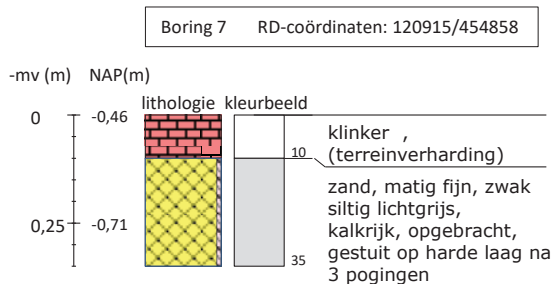 Boring 7 RD-coördinaten: 120915/454858
-mv (m) NAP(m)
lithologie kleurbeeld
0 -0,46
klinker ,
(terreinverharding)
10
zand, matig fijn, zwak
siltig lichtgrijs,
kalkrijk, opgebracht,
gestuit op harde laag na
3 pogingen
0,25 -0,71
35